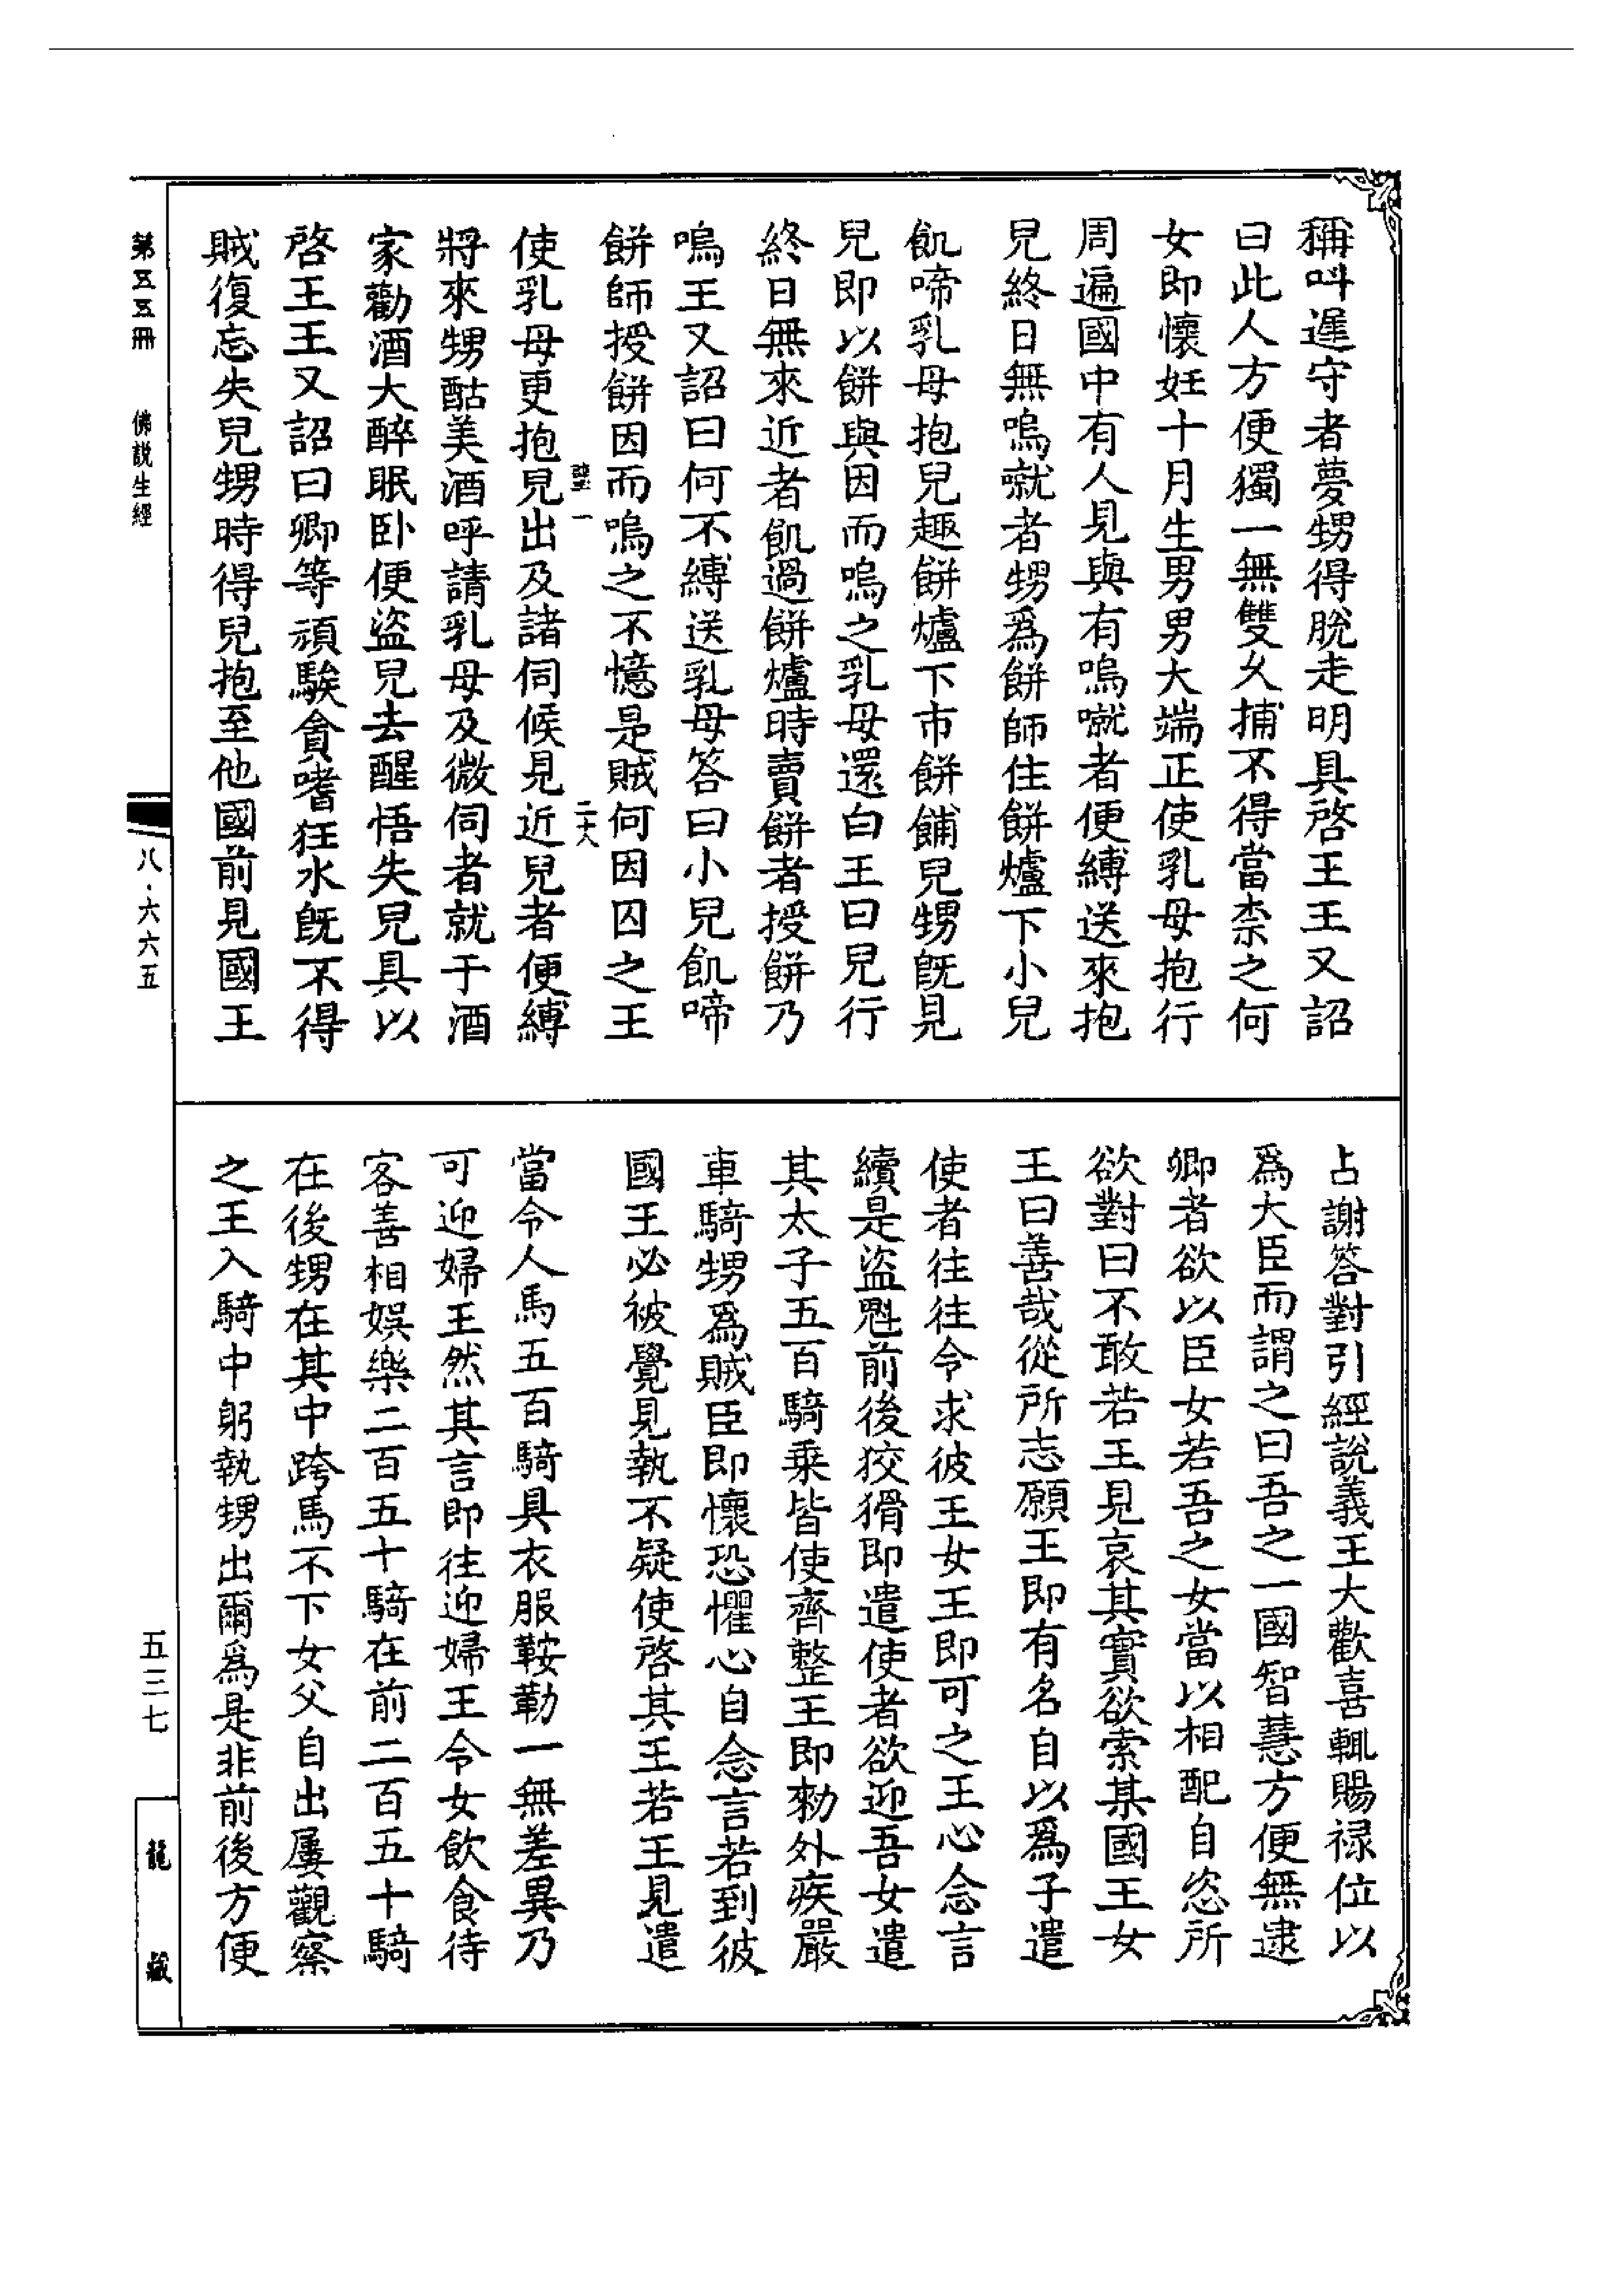 稱叫遲守者夢甥得脫走明具啓王王又詔
曰此人方便獨一無雙久捕不得當柰之何
女即懷妊十月生男男大端正使乳母抱行
周遍國中有人見與有嗚噈者便縛送來抱
兒終日無嗚噈者甥爲餅師住餅爐下小兒
飢啼乳母抱兒趣餅爐下市餅餔兒甥旣見
兒即以餅與因而嗚之乳母還白王曰兒行
終日無來近者飢過餅爐時賣餅者授餅乃
嗚王又詔曰何不縛送乳母答曰小兒飢啼
餅師授餅因而嗚之不憶是賊何因囚之王
一 二十八
使乳母更抱兒出及諸伺候見近兒者便縛
將來甥酤美酒呼請乳母及微伺者就于酒
家勸酒大醉眠卧便盜兒去醒悟失兒具以
啓王王又詔曰卿等頑騃貪嗜狂水旣不得
賊復忘失兒甥時得兒抱至他國前見國王
占謝答對引經說義王大歡喜輒賜祿位以
爲大臣而謂之曰吾之一國智慧方便無逮
卿者欲以臣女若吾之女當以相配自恣所
欲對曰不敢若王見哀其實欲索某國王女
王曰善哉從所志願王即有名自以爲子遣
使者往往令求彼王女王即可之王心念言
續是盜魁前後狡猾即遣使者欲迎吾女遣
其太子五百騎乗皆使齊整王即勑外疾嚴
車騎甥爲賊臣即懷恐懼心自念言若到彼
國王必被覺見執不疑使啓其王若王見遣
當令人馬五百騎具衣服鞍勒一無差異乃
可迎婦王然其言即往迎婦王令女飲食待
客善相娛樂二百五十騎在前二百五十騎
在後甥在其中跨馬不下女父自出屢觀察
之王入騎中躬執甥出爾爲是非前後方便
第五五冊 佛說生經
八·六六五
五三七
龍藏